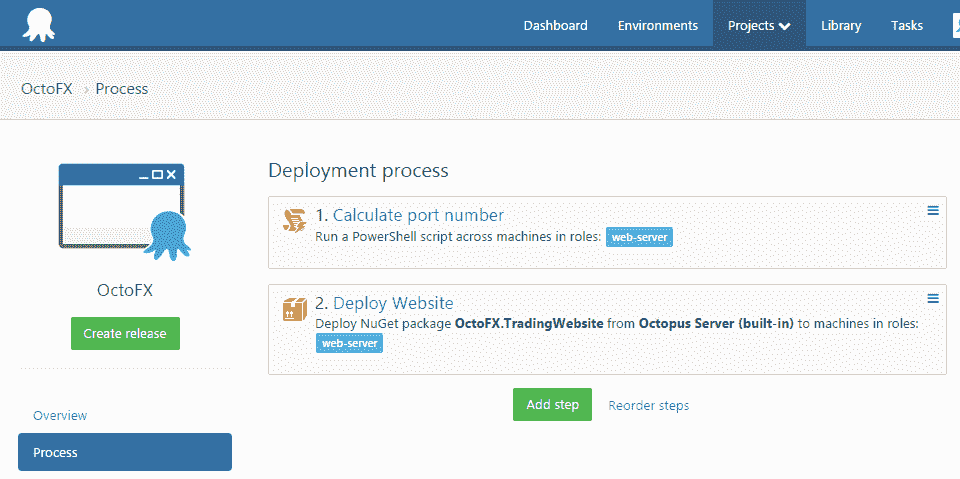 Dashboard Environments Projects Library Tasks
OctoFX › Process
OctoFX
Create release
Overview
Process
Deployment process
1. Calculate port number
Run a PowerShell script across machines in roles: web-server
2. Deploy Website
Deploy NuGet package OctoFX.TradingWebsite from Octopus Server (built-in) to machines in roles:
web-server
Add step Reorder steps